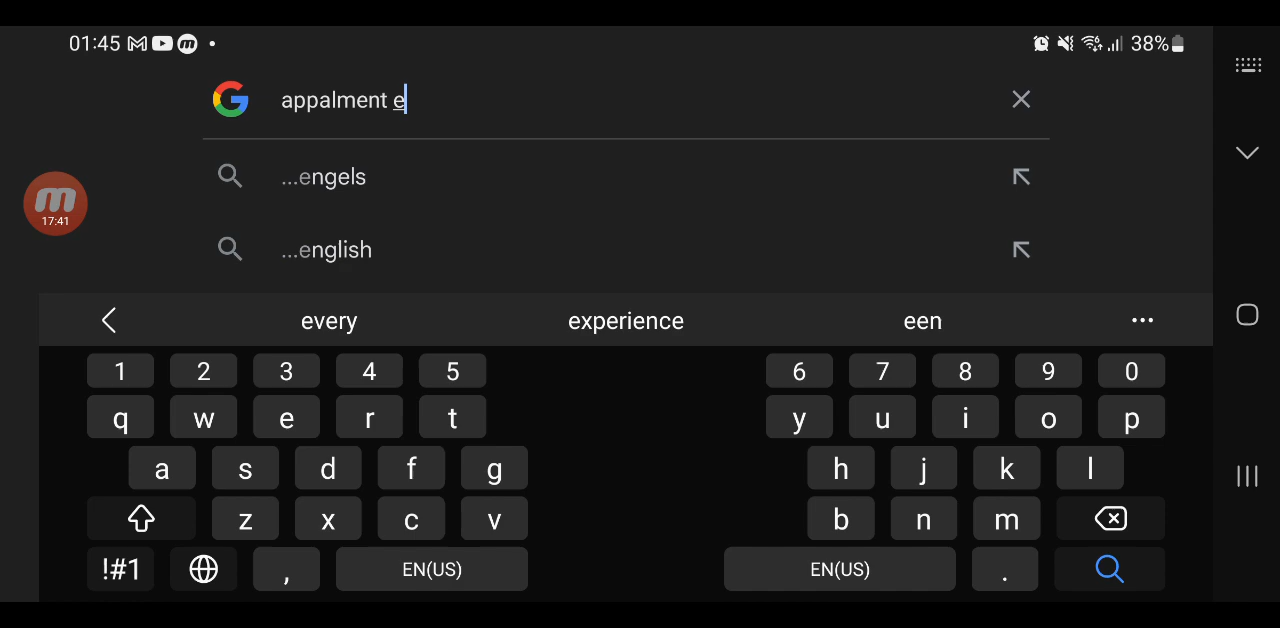 01:45 38%
appalment e
m
17:41
...engels
...english
every experience een ...
1 2 3 4 5 6 7 8 9 0
q w e r t y u i o p
a s d f g h j k l
z x c v b n m
!#1 , EN(US) EN(US) .